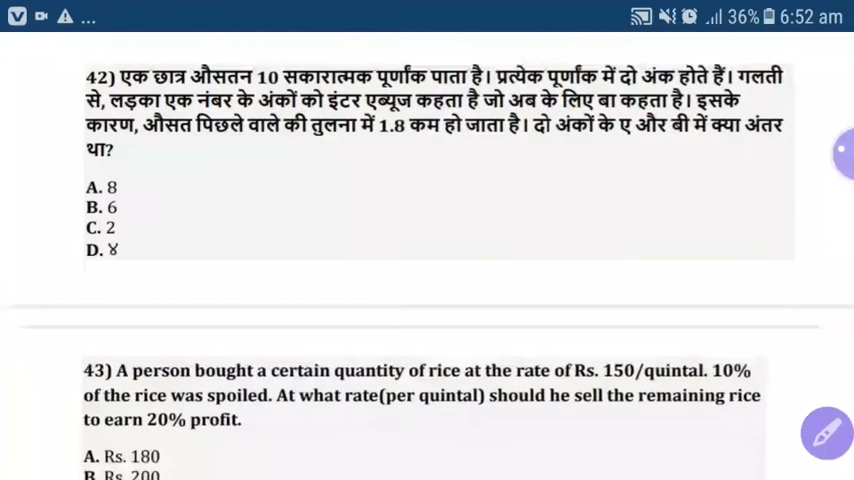 ... 36% 6:52 am
42) एक छात्र औसतन 10 सकारात्मक पूर्णांक पाता है। प्रत्येक पूर्णांक में दो अंक होते हैं। गलती
से, लड़का एक नंबर के अंकों को इंटर एब्यूज कहता है जो अब के लिए बा कहता है। इसके
कारण, औसत पिछले वाले की तुलना में 1.8 कम हो जाता है। दो अंकों के ए और बी में क्या अंतर
था?
A. 8
B. 6
C. 2
D. ४
43) A person bought a certain quantity of rice at the rate of Rs. 150/quintal. 10%
of the rice was spoiled. At what rate(per quintal) should he sell the remaining rice
to earn 20% profit.
A. Rs. 180
B. Rs. 200